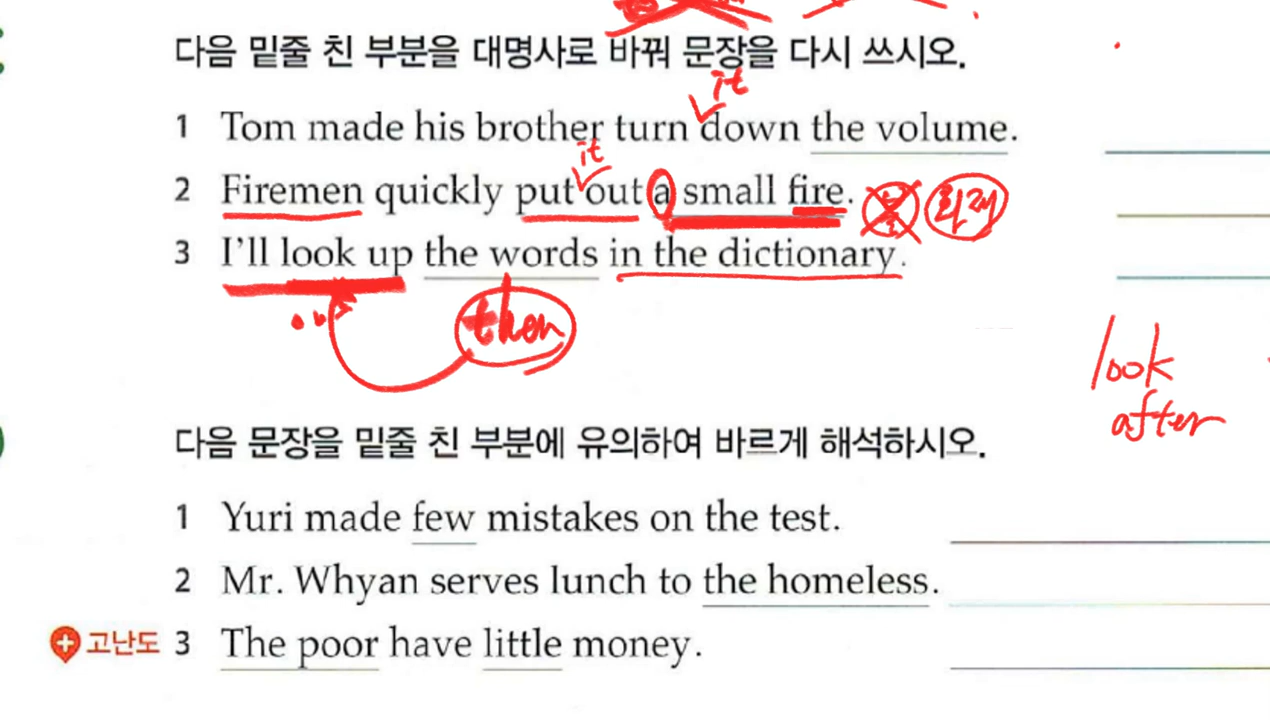 다음 밑줄 친 부분을 대명사로 바꿔 문장을 다시 쓰시오.
it
1 Tom made his brother turn down the volume.
it
2 Firemen quickly put out a small fire. 불 화재
3 I'll look up the words in the dictionary.
them
look
after
다음 문장을 밑줄 친 부분에 유의하여 바르게 해석하시오.
1 Yuri made few mistakes on the test.
2 Mr. Whyan serves lunch to the homeless.
고난도 3 The poor have little money.